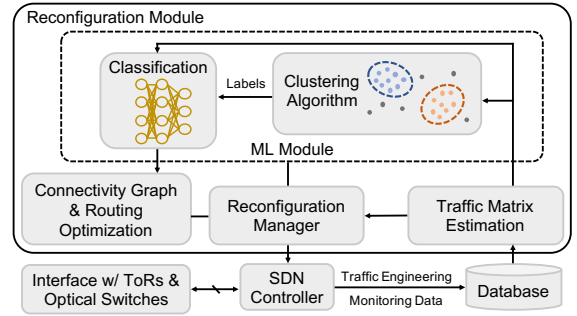 Reconfiguration Module
Classification
Labels
Clustering
Algorithm
ML Module
Connectivity Graph
& Routing
Optimization
Reconfiguration
Manager
Traffic Matrix
Estimation
Interface w/ ToRs &
Optical Switches
SDN
Controller
Traffic Engineering
Monitoring Data
Database